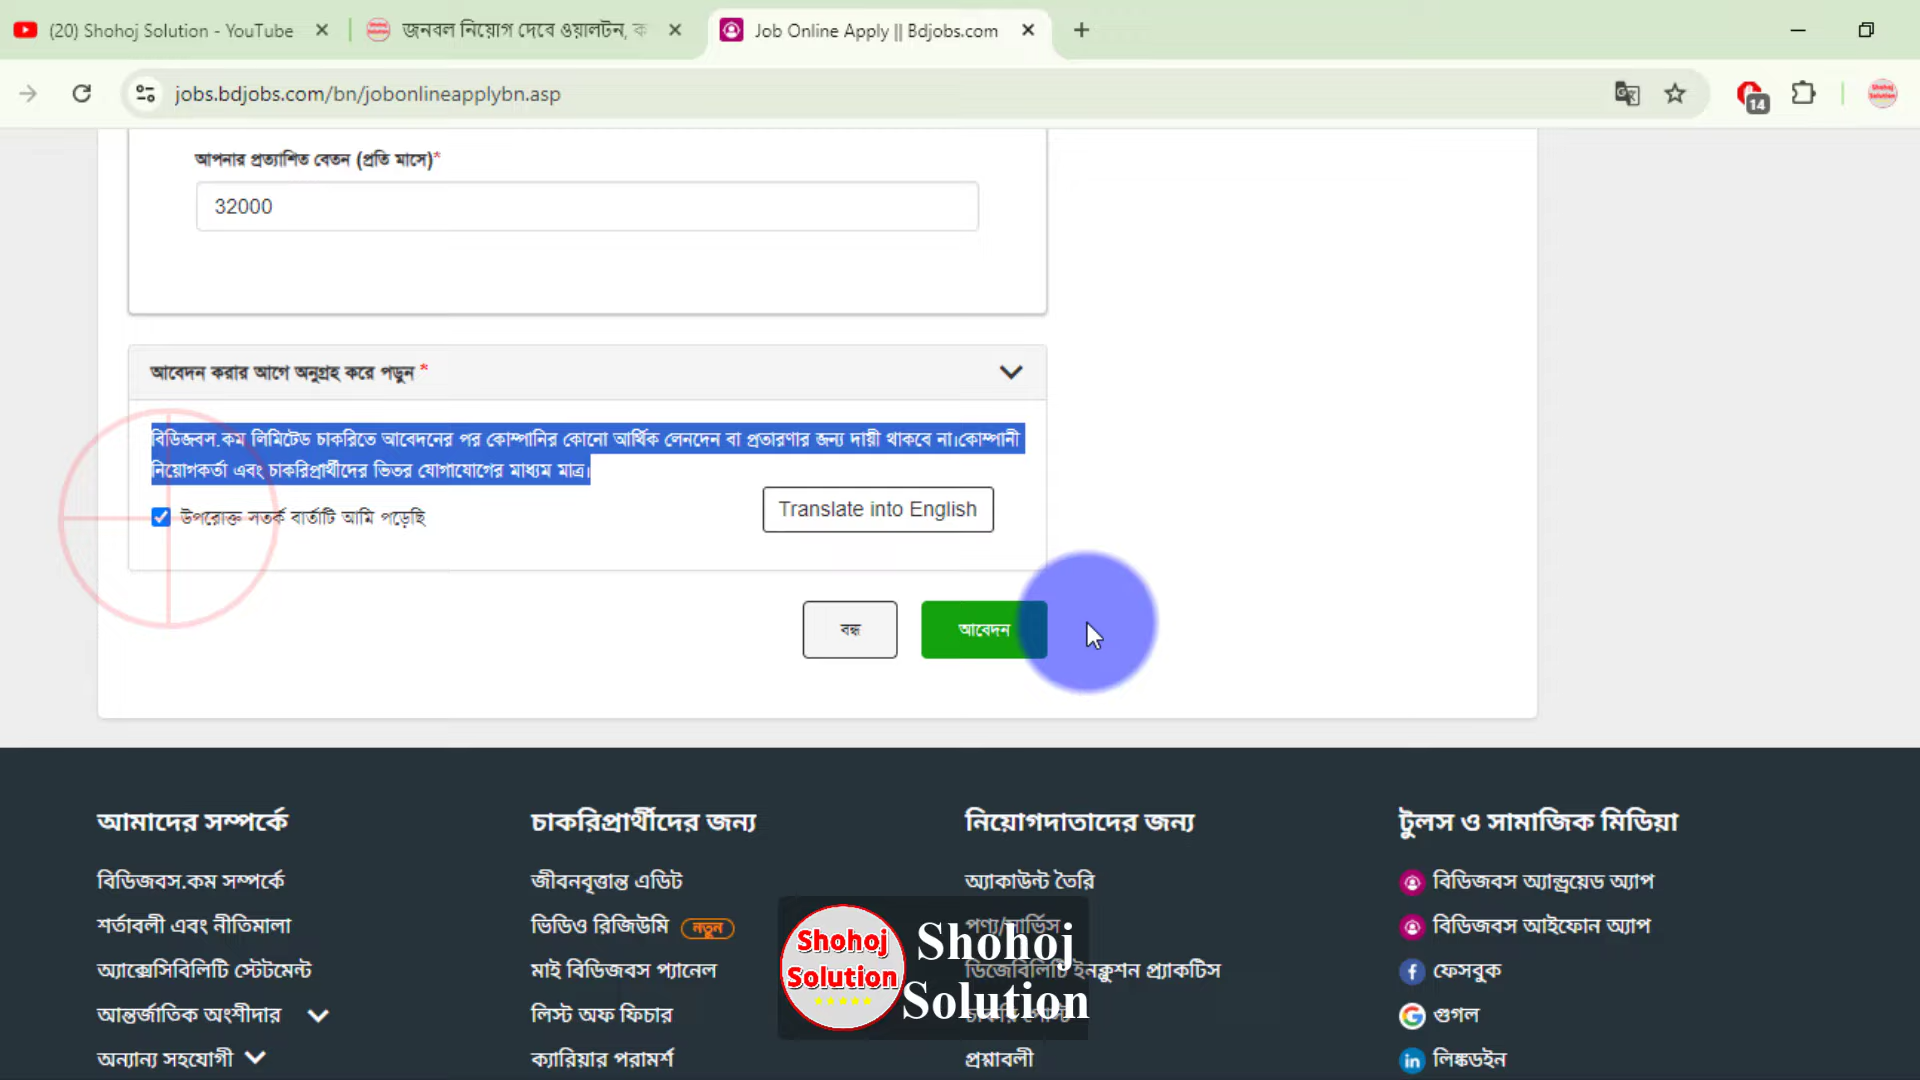 (20) Shohoj Solution - YouTube
জনবল নিয়োগ দেবে ওয়ালটন, ক
Job Online Apply || Bdjobs.com
jobs.bdjobs.com/bn/jobonlineapplybn.asp
14
Shohoj Solution
আপনার প্রত্যাশিত বেতন (প্রতি মাসে)*
32000
আবেদন করার আগে অনুগ্রহ করে পড়ুন *
বিডিজবস.কম লিমিটেড চাকরিতে আবেদনের পর কোম্পানির কোনো আর্থিক লেনদেন বা প্রতারণার জন্য দায়ী থাকবে না।কোম্পানী
নিয়োগকর্তা এবং চাকরিপ্রার্থীদের ভিতর যোগাযোগের মাধ্যম মাত্র।
উপরোক্ত সতর্ক বার্তাটি আমি পড়েছি
Translate into English
বন্ধ
আবেদন
আমাদের সম্পর্কে
চাকরিপ্রার্থীদের জন্য
নিয়োগদাতাদের জন্য
টুলস ও সামাজিক মিডিয়া
বিডিজবস.কম সম্পর্কে
জীবনবৃত্তান্ত এডিট
অ্যাকাউন্ট তৈরি
বিডিজবস অ্যান্ড্রয়েড অ্যাপ
শর্তাবলী এবং নীতিমালা
ভিডিও রিজিউমি নতুন
পণ্য/সার্ভিস
বিডিজবস আইফোন অ্যাপ
অ্যাক্সেসিবিলিটি স্টেটমেন্ট
মাই বিডিজবস প্যানেল
ডিজেবিলিটি ইনক্লুশন প্র্যাকটিস
ফেসবুক
আন্তর্জাতিক অংশীদার
লিস্ট অফ ফিচার
গুগল
অন্যান্য সহযোগী
ক্যারিয়ার পরামর্শ
প্রশ্নাবলী
লিঙ্কডইন
Shohoj
Solution
Shohoj
Solution